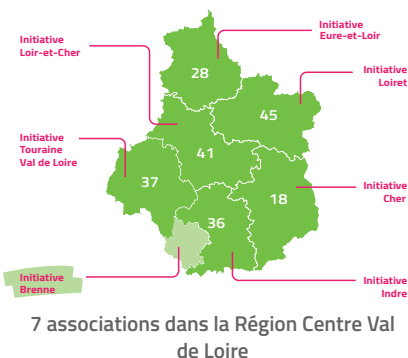 Initiative
Eure-et-Loir
Initiative
Loir-et-Cher
28
Initiative
Loiret
45
Initiative
Touraine
Val de Loire
41
37
18
Initiative
Cher
36
Initiative
Brenne
Initiative
Indre
7 associations dans la Région Centre Val
de Loire